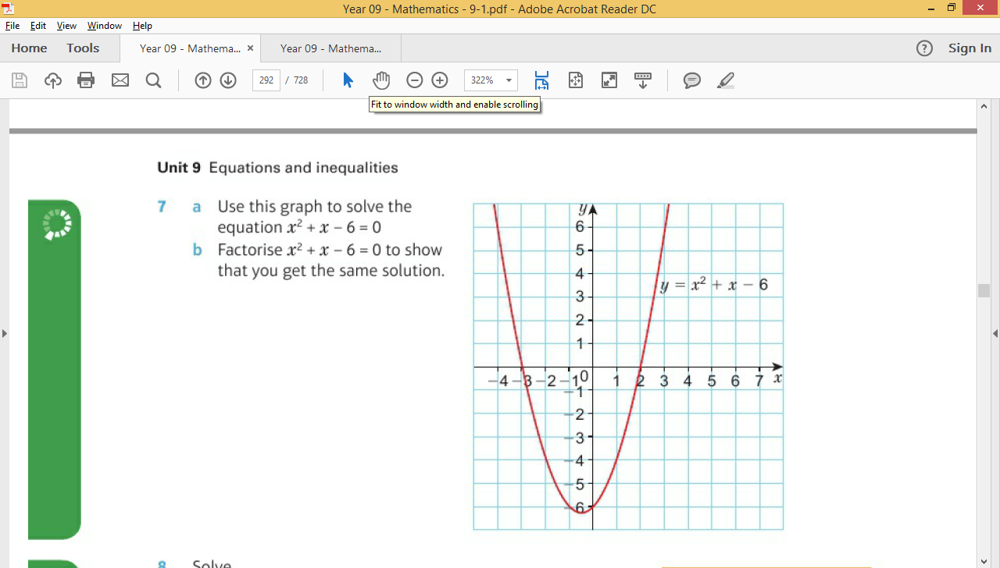 Year 09 - Mathematics - 9-1.pdf - Adobe Acrobat Reader DC
File Edit View Window Help
Home Tools Year 09 - Mathema... × Year 09 - Mathema... ? Sign In
292 / 728 322%
Fit to window width and enable scrolling
Unit 9 Equations and inequalities
7 a Use this graph to solve the
equation x² + x − 6 = 0
b Factorise x² + x − 6 = 0 to show
that you get the same solution.
y
6
5
4
y = x² + x − 6
3
2
1
−4 −3 −2 −1 0 1 2 3 4 5 6 7 x
−1
−2
−3
−4
−5
−6
8 Solve